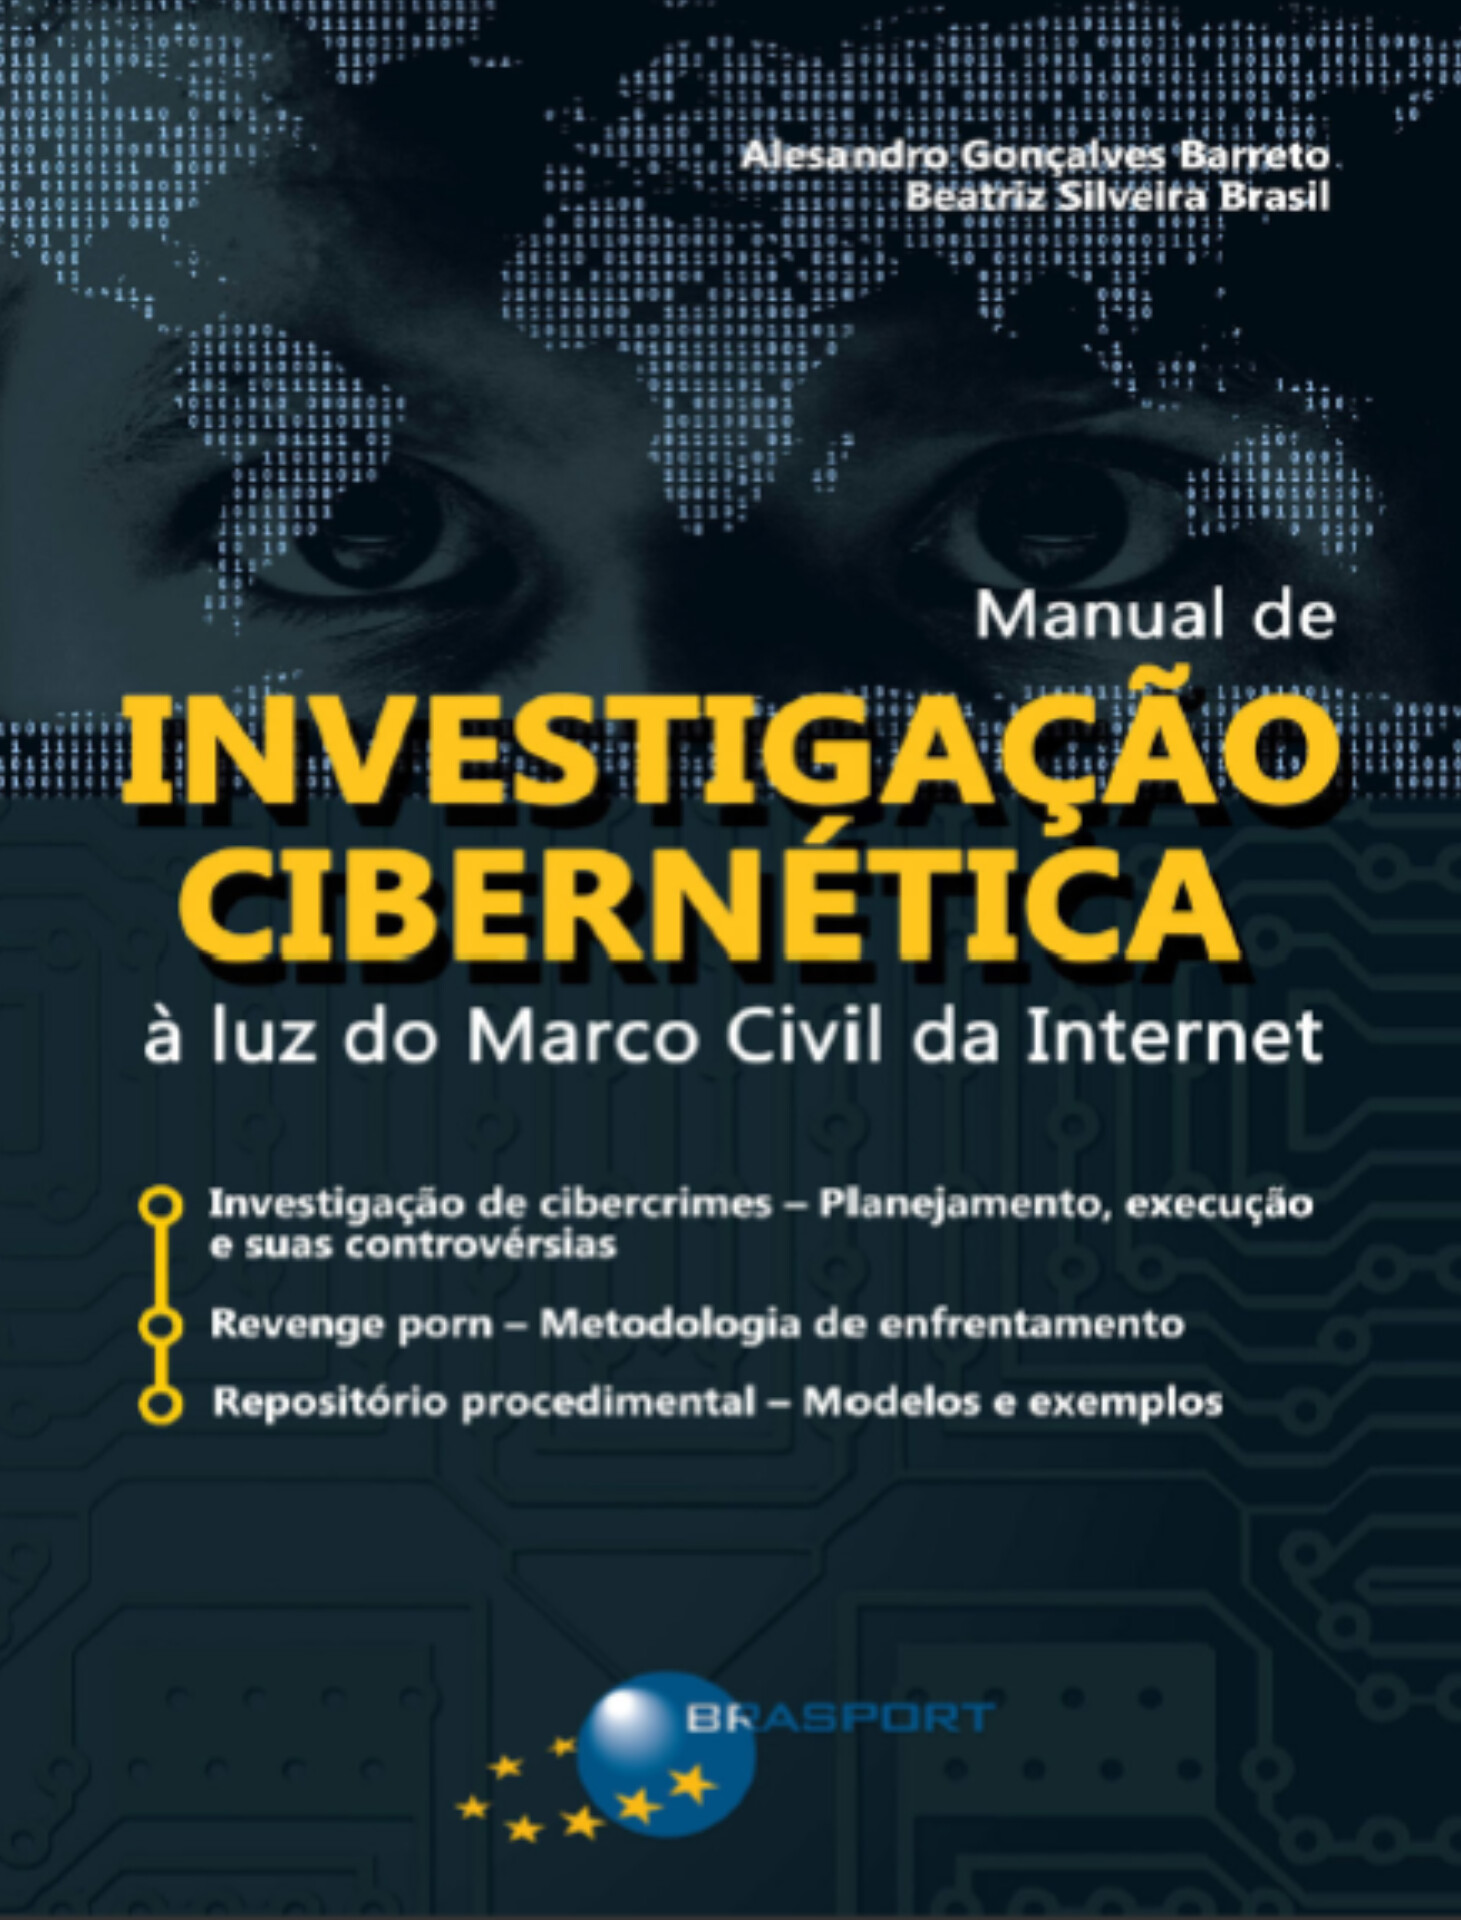 Alesandro Gonçalves Barreto
Beatriz Silveira Brasil
Manual de
INVESTIGAÇÃO
CIBERNÉTICA
à luz do Marco Civil da Internet
Investigação de cibercrimes – Planejamento, execução
e suas controvérsias
Revenge porn – Metodologia de enfrentamento
Repositório procedimental – Modelos e exemplos
BRASPORT